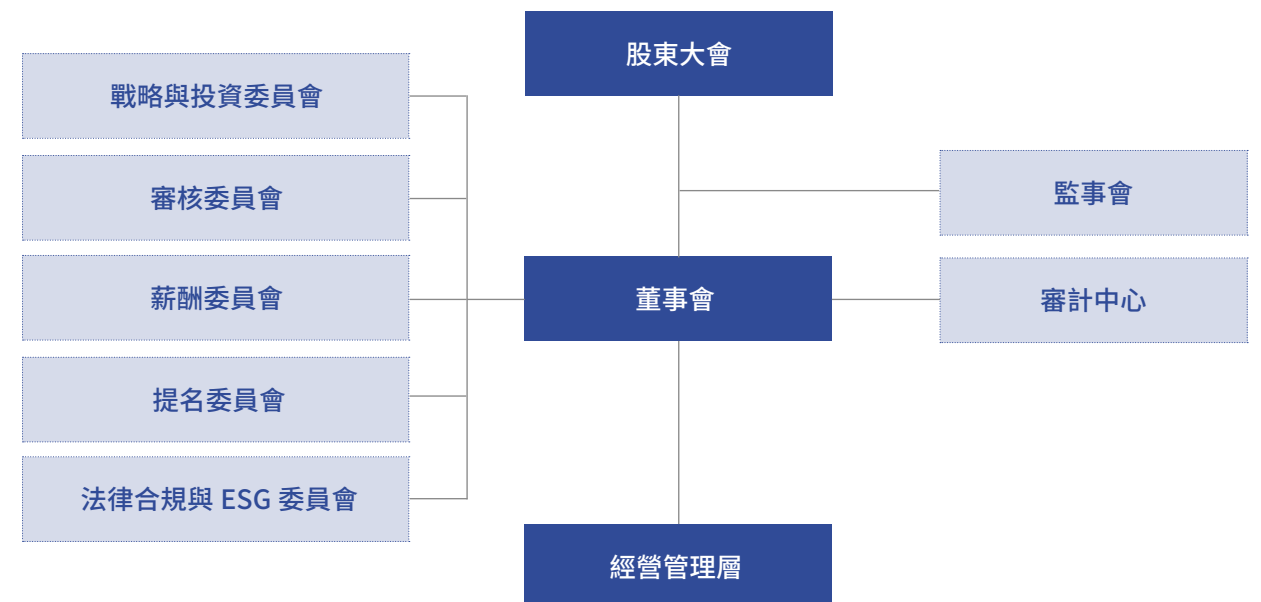 股東大會
戰略與投資委員會
審核委員會
監事會
薪酬委員會
董事會
審計中心
提名委員會
法律合規與 ESG 委員會
經營管理層